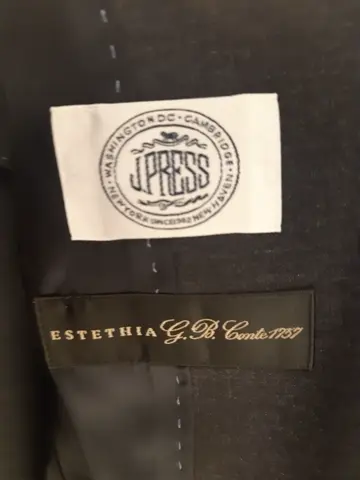 WASHINGTON DC · CAMBRIDGE ·
J.PRESS
· NEW YORK SINCE 1902 NEW HAVEN ·
ESTETHIA G.B. Conte 1757